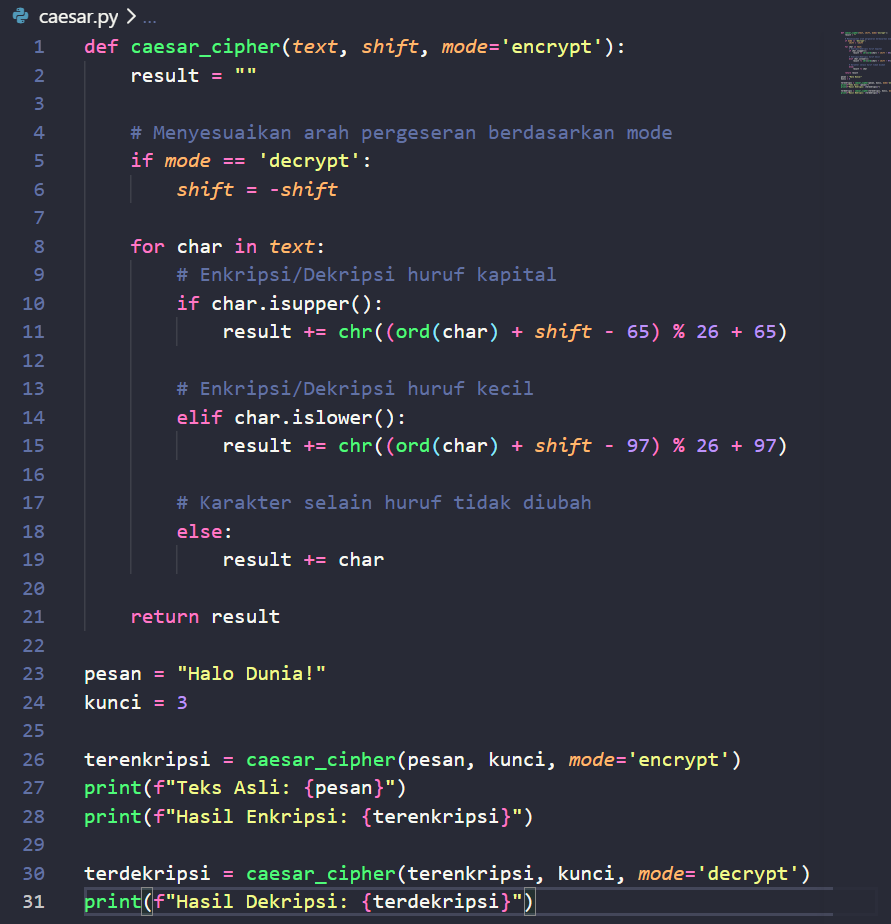 caesar.py > ...
1 def caesar_cipher(text, shift, mode='encrypt'):
2     result = ""
3
4     # Menyesuaikan arah pergeseran berdasarkan mode
5     if mode == 'decrypt':
6         shift = -shift
7
8     for char in text:
9         # Enkripsi/Dekripsi huruf kapital
10         if char.isupper():
11             result += chr((ord(char) + shift - 65) % 26 + 65)
12
13         # Enkripsi/Dekripsi huruf kecil
14         elif char.islower():
15             result += chr((ord(char) + shift - 97) % 26 + 97)
16
17         # Karakter selain huruf tidak diubah
18         else:
19             result += char
20
21     return result
22
23 pesan = "Halo Dunia!"
24 kunci = 3
25
26 terenkripsi = caesar_cipher(pesan, kunci, mode='encrypt')
27 print(f"Teks Asli: {pesan}")
28 print(f"Hasil Enkripsi: {terenkripsi}")
29
30 terdekripsi = caesar_cipher(terenkripsi, kunci, mode='decrypt')
31 print(f"Hasil Dekripsi: {terdekripsi}")